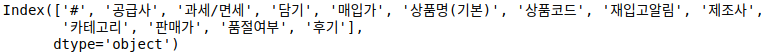 Index(['#', '공급사', '과세/면세', '담기', '매입가', '상품명(기본)', '상품코드', '재입고알림', '제조사',
'카테고리', '판매가', '품절여부', '후기'],
dtype='object')